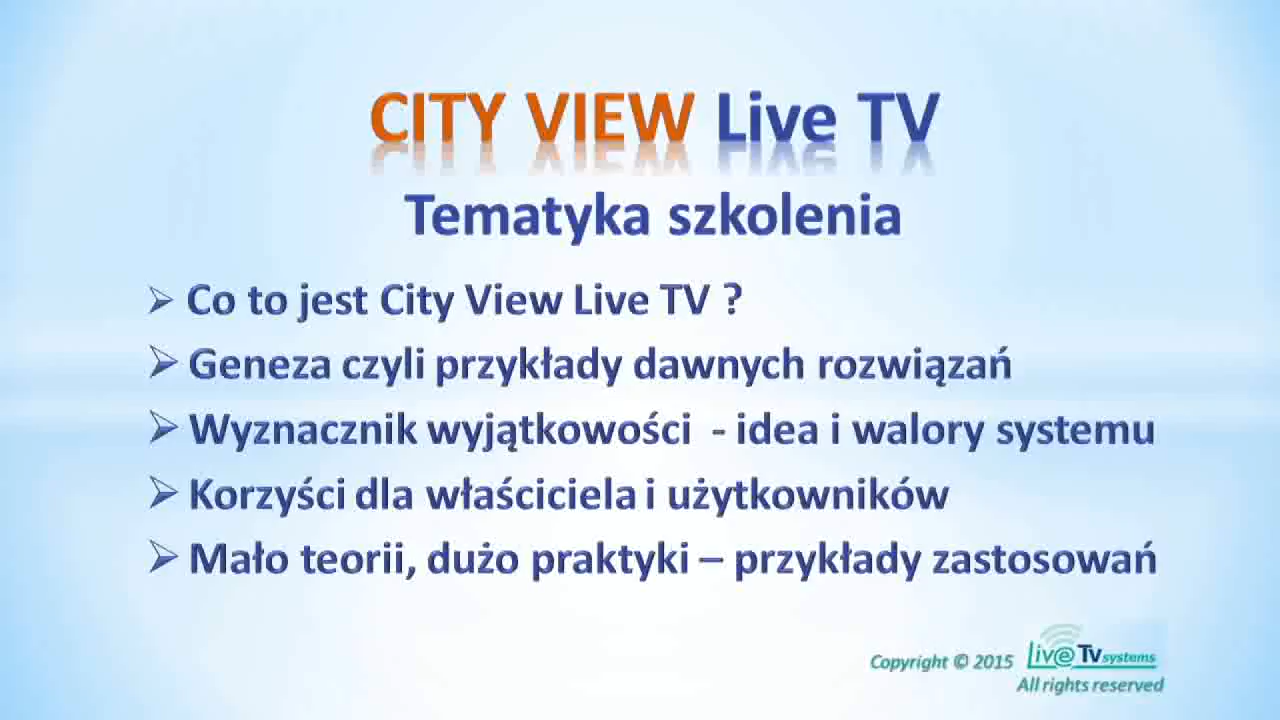 CITY VIEW Live TV
Tematyka szkolenia
Co to jest City View Live TV ?
Geneza czyli przykłady dawnych rozwiązań
Wyznacznik wyjątkowości - idea i walory systemu
Korzyści dla właściciela i użytkowników
Mało teorii, dużo praktyki – przykłady zastosowań
Copyright © 2015 Live TV systems
All rights reserved